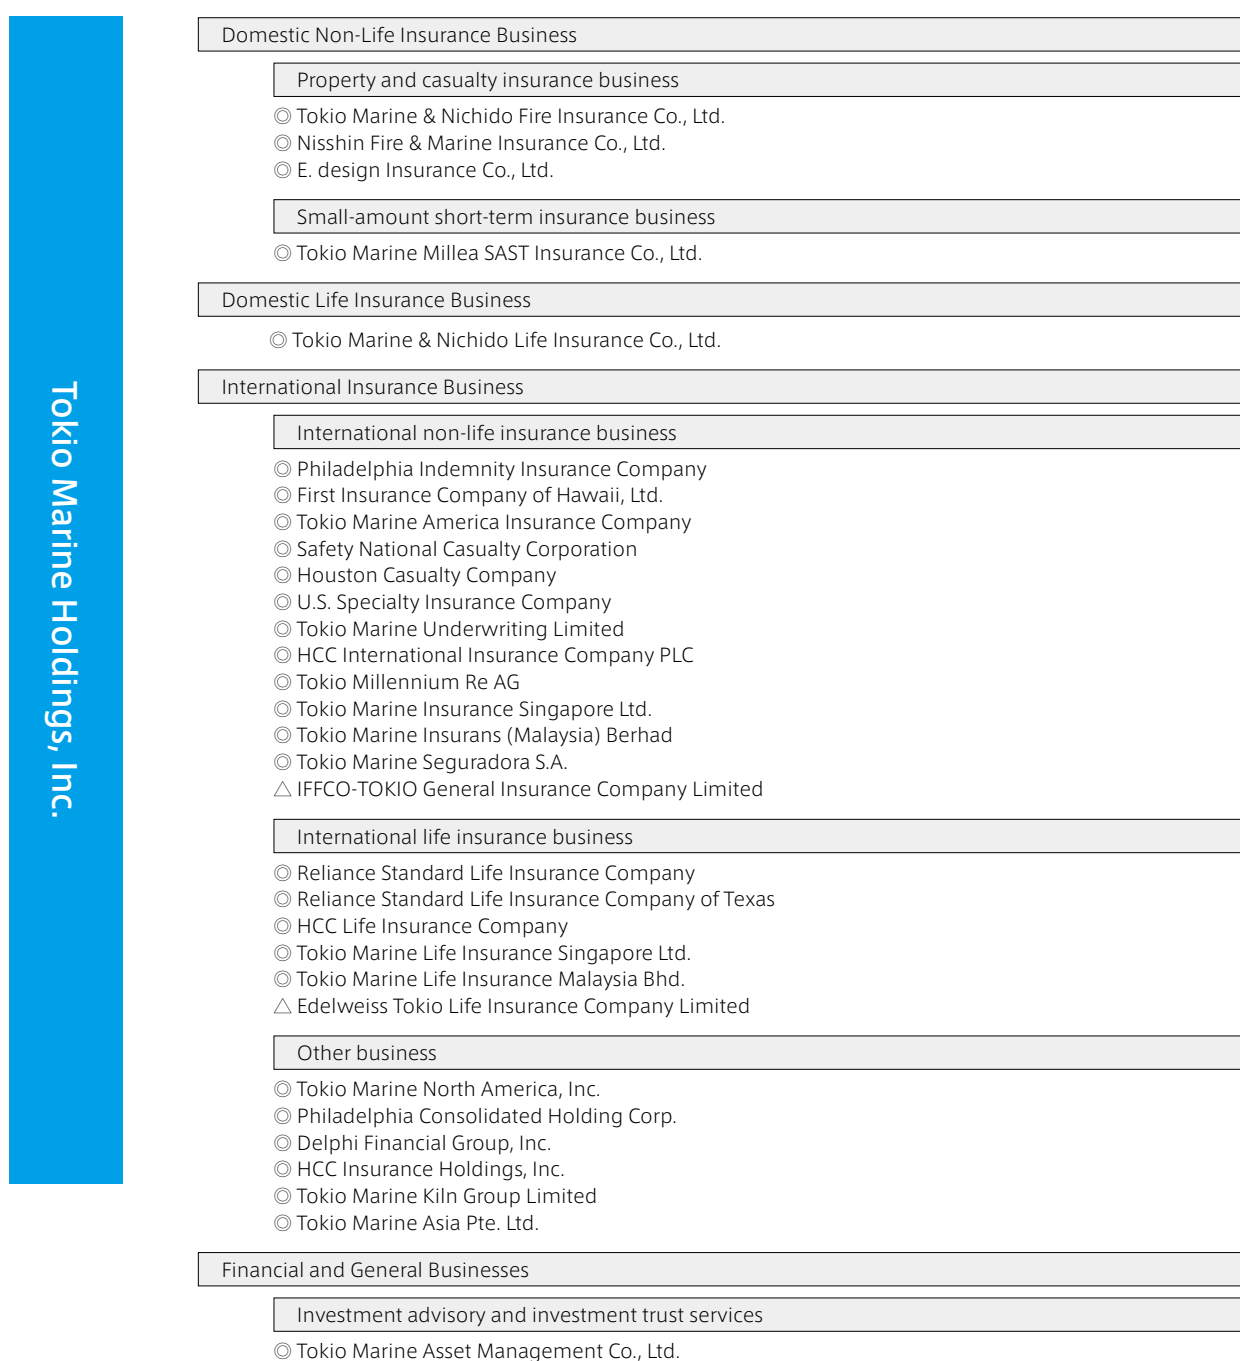 Tokio Marine Holdings, Inc.
Domestic Non-Life Insurance Business
Property and casualty insurance business
◎ Tokio Marine & Nichido Fire Insurance Co., Ltd.
◎ Nisshin Fire & Marine Insurance Co., Ltd.
◎ E. design Insurance Co., Ltd.
Small-amount short-term insurance business
◎ Tokio Marine Millea SAST Insurance Co., Ltd.
Domestic Life Insurance Business
◎ Tokio Marine & Nichido Life Insurance Co., Ltd.
International Insurance Business
International non-life insurance business
◎ Philadelphia Indemnity Insurance Company
◎ First Insurance Company of Hawaii, Ltd.
◎ Tokio Marine America Insurance Company
◎ Safety National Casualty Corporation
◎ Houston Casualty Company
◎ U.S. Specialty Insurance Company
◎ Tokio Marine Underwriting Limited
◎ HCC International Insurance Company PLC
◎ Tokio Millennium Re AG
◎ Tokio Marine Insurance Singapore Ltd.
◎ Tokio Marine Insurans (Malaysia) Berhad
◎ Tokio Marine Seguradora S.A.
△ IFFCO-TOKIO General Insurance Company Limited
International life insurance business
◎ Reliance Standard Life Insurance Company
◎ Reliance Standard Life Insurance Company of Texas
◎ HCC Life Insurance Company
◎ Tokio Marine Life Insurance Singapore Ltd.
◎ Tokio Marine Life Insurance Malaysia Bhd.
△ Edelweiss Tokio Life Insurance Company Limited
Other business
◎ Tokio Marine North America, Inc.
◎ Philadelphia Consolidated Holding Corp.
◎ Delphi Financial Group, Inc.
◎ HCC Insurance Holdings, Inc.
◎ Tokio Marine Kiln Group Limited
◎ Tokio Marine Asia Pte. Ltd.
Financial and General Businesses
Investment advisory and investment trust services
◎ Tokio Marine Asset Management Co., Ltd.